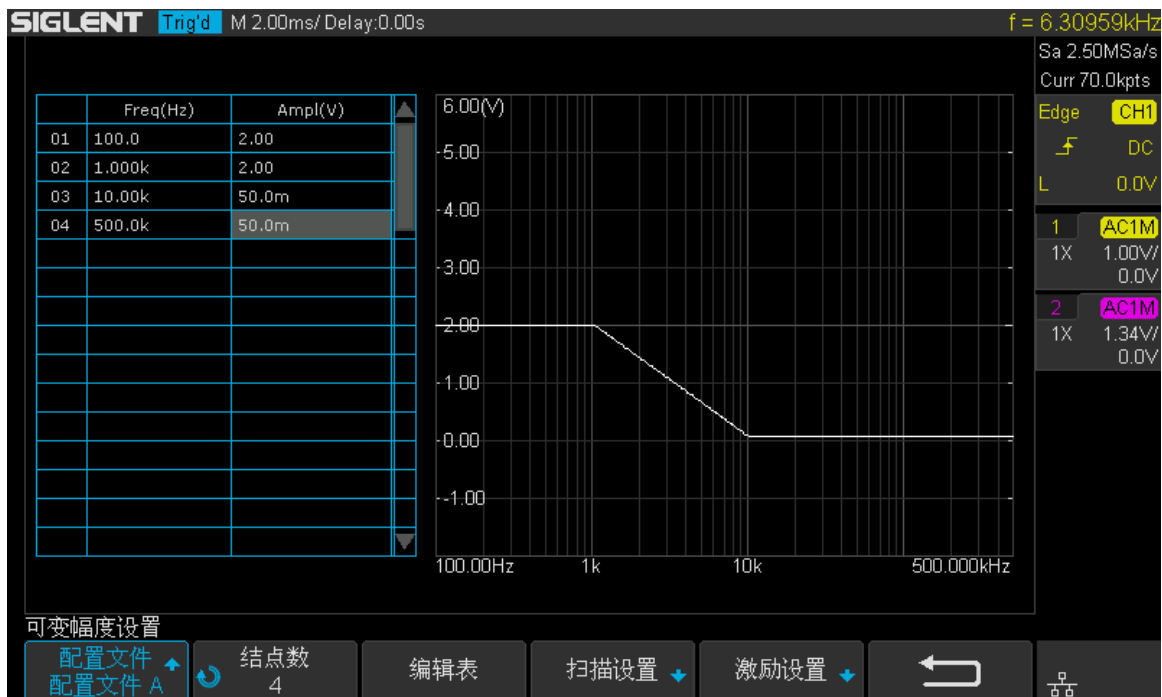 SIGLENT Trig'd M 2.00ms/ Delay:0.00s f = 6.30959kHz
Sa 2.50MSa/s
Curr 70.0kpts
Freq(Hz) Ampl(V)
01 100.0 2.00
02 1.000k 2.00
03 10.00k 50.0m
04 500.0k 50.0m
6.00(V)
5.00
4.00
3.00
2.00
1.00
0.00
-1.00
100.00Hz 1k 10k 500.000kHz
Edge CH1
DC
L 0.0V
1 AC1M
1X 1.00V/
0.0V
2 AC1M
1X 1.34V/
0.0V
可变幅度设置
配置文件
配置文件 A
结点数
4
编辑表
扫描设置
激励设置